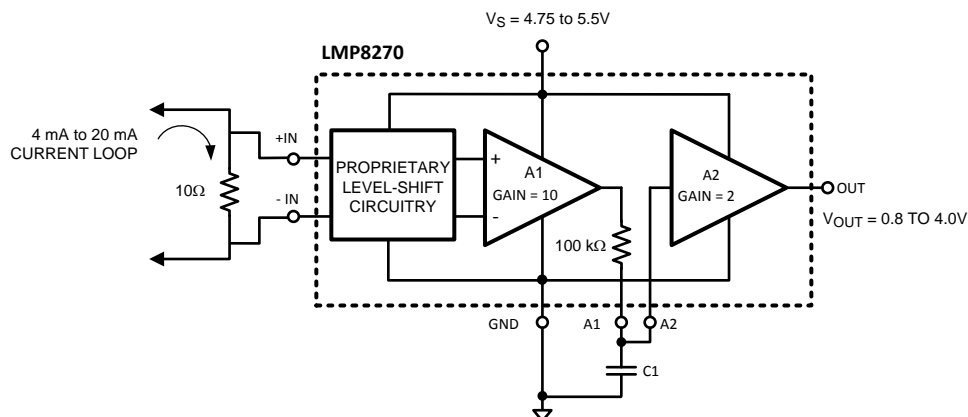 V_S = 4.75 to 5.5V
LMP8270
4 mA to 20 mA
CURRENT LOOP
+IN
10Ω
- IN
PROPRIETARY
LEVEL-SHIFT
CIRCUITRY
+
-
A1
GAIN = 10
100 kΩ
A2
GAIN = 2
OUT
V_OUT = 0.8 TO 4.0V
GND
A1
A2
C1